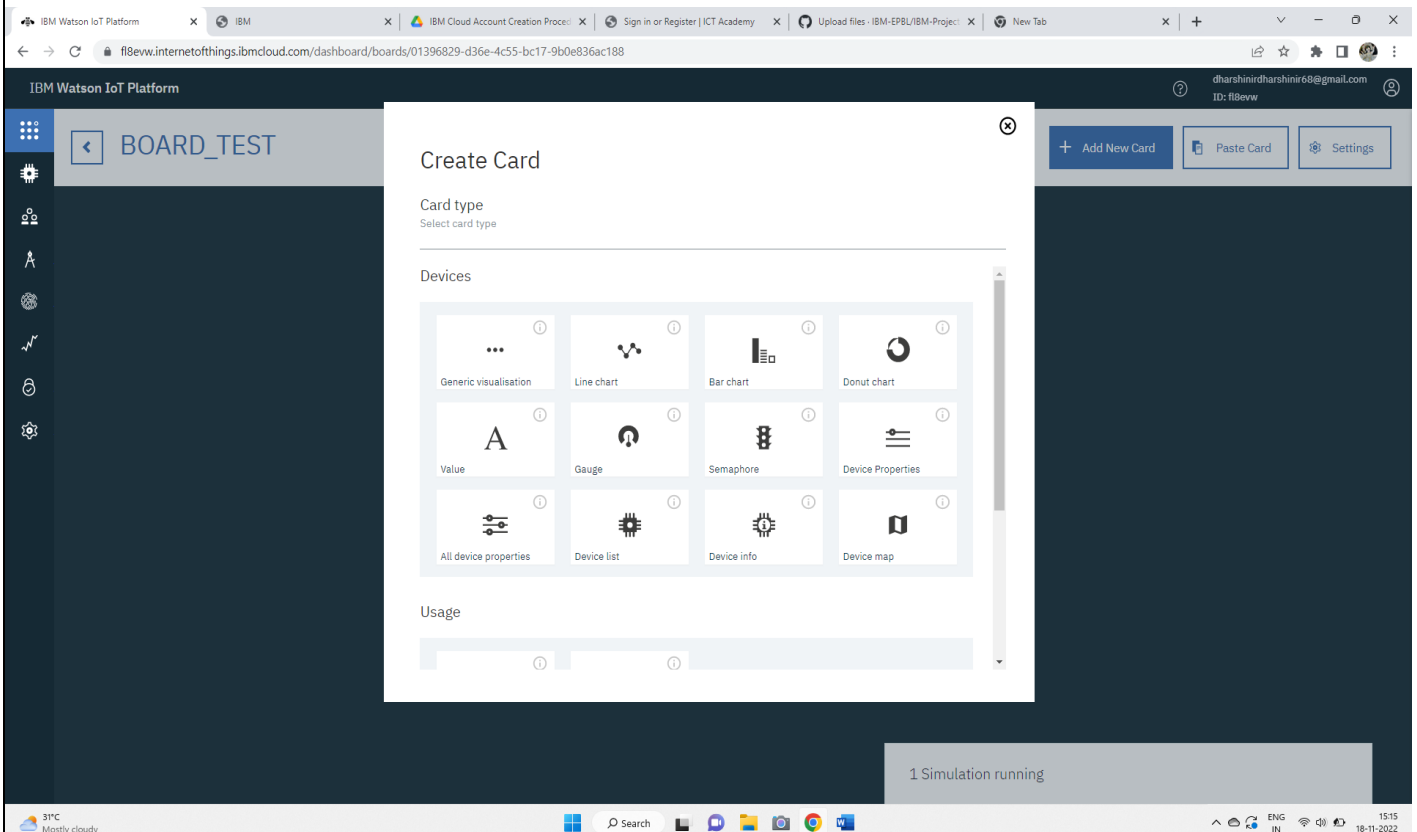 IBM Watson IoT Platform
IBM
IBM Cloud Account Creation Proced
Sign in or Register | ICT Academy
Upload files · IBM-EPBL/IBM-Project
New Tab
fl8evw.internetofthings.ibmcloud.com/dashboard/boards/01396829-d36e-4c55-bc17-9b0e836ac188
IBM Watson IoT Platform
dharshinirdharshinir68@gmail.com
ID: fl8evw
BOARD_TEST
Add New Card
Paste Card
Settings
Create Card
Card type
Select card type
Devices
Generic visualisation
Line chart
Bar chart
Donut chart
A
Value
Gauge
Semaphore
Device Properties
All device properties
Device list
Device info
Device map
Usage
1 Simulation running
31°C
Mostly cloudy
Search
ENG
IN
15:15
18-11-2022